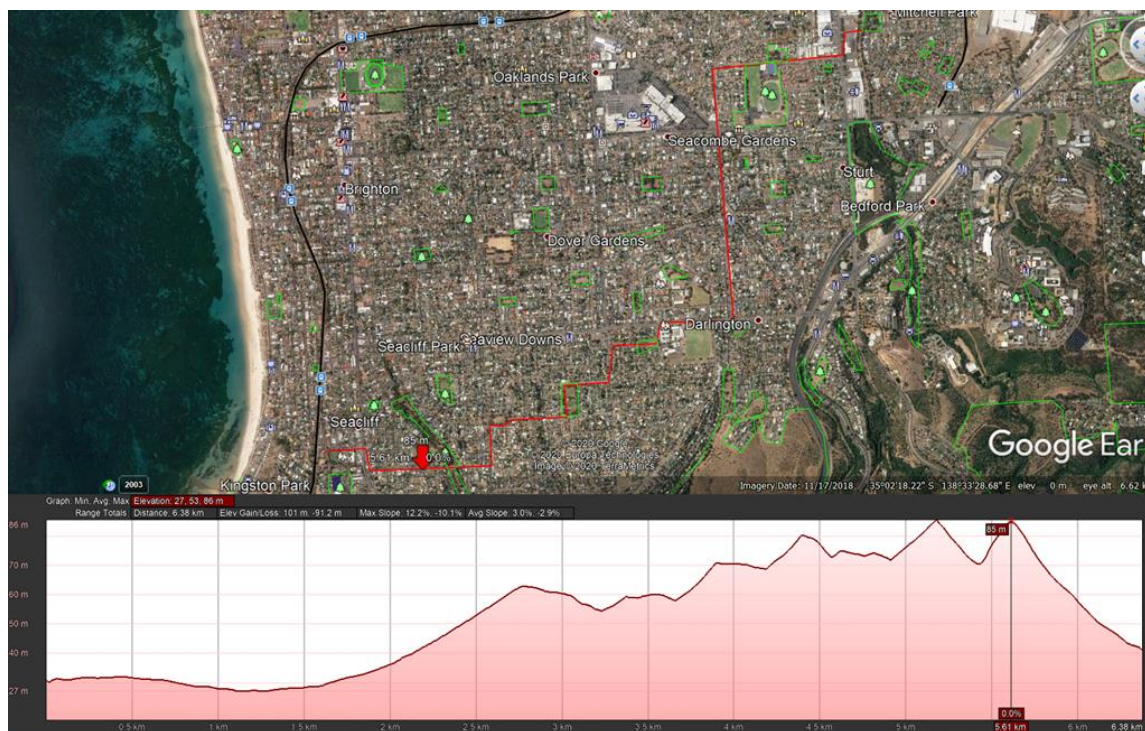 Mitchell Park
Oaklands Park
Seacombe Gardens
Sturt
Brighton
Bedford Park
Dover Gardens
Darlington
Seacliff Park
Seaview Downs
Seacliff
85 m
5.61 km 0.0%
© 2020 Google
© 2020 Europa Technologies
Image © 2020 TerraMetrics
Google Ear
Kingston Park
2003
Imagery Date: 11/17/2018 35°02'18.22" S 138°33'28.68" E elev 0 m eye alt 6.62 k
Graph: Min, Avg, Max Elevation: 27, 53, 86 m
Range Totals Distance: 6.38 km Elev Gain/Loss: 101 m, -91.2 m Max Slope: 12.2%, -10.1% Avg Slope: 3.0%, -2.9%
86 m
85 m
70 m
60 m
50 m
40 m
27 m
0.0%
0.5 km 1 km 1.5 km 2 km 2.5 km 3 km 3.5 km 4 km 4.5 km 5 km 5.61 km 6 km 6.38 km